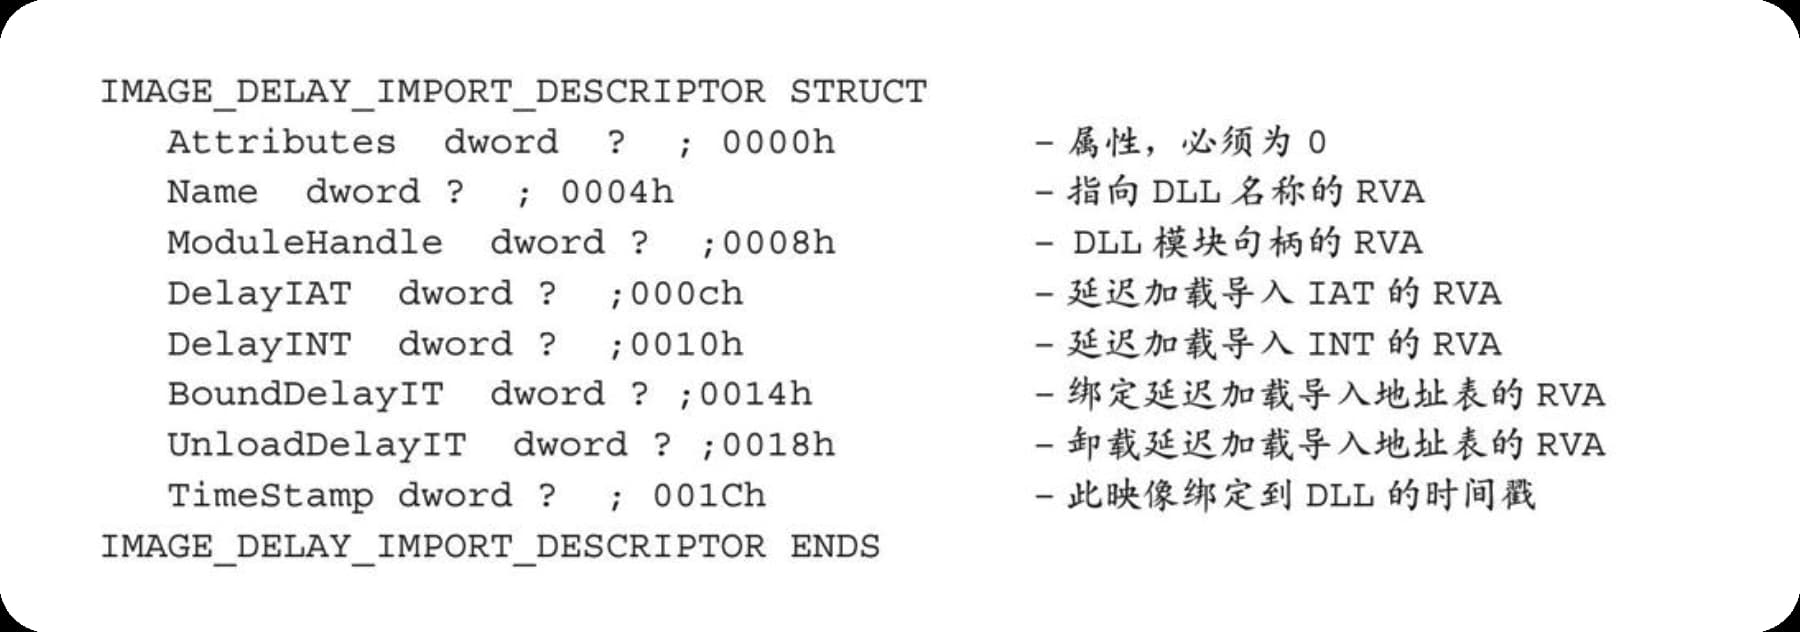 IMAGE_DELAY_IMPORT_DESCRIPTOR STRUCT
Attributes dword ? ; 0000h – 属性，必须为 0
Name dword ? ; 0004h – 指向 DLL 名称的 RVA
ModuleHandle dword ? ;0008h – DLL 模块句柄的 RVA
DelayIAT dword ? ;000ch – 延迟加载导入 IAT 的 RVA
DelayINT dword ? ;0010h – 延迟加载导入 INT 的 RVA
BoundDelayIT dword ? ;0014h – 绑定延迟加载导入地址表的 RVA
UnloadDelayIT dword ? ;0018h – 卸载延迟加载导入地址表的 RVA
TimeStamp dword ? ; 001Ch – 此映像绑定到 DLL 的时间戳
IMAGE_DELAY_IMPORT_DESCRIPTOR ENDS